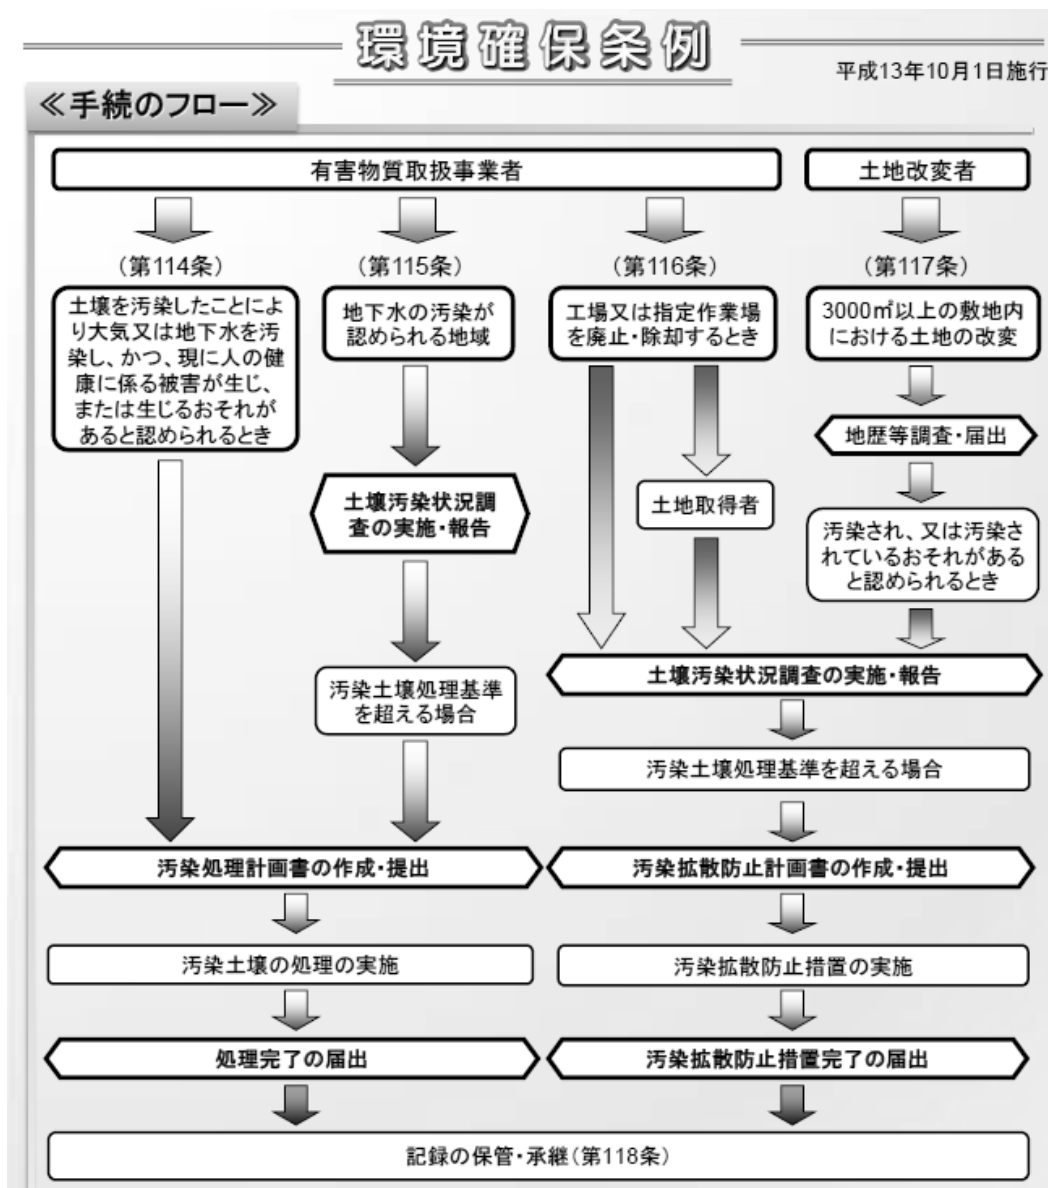 環境確保条例
平成13年10月1日施行
≪手続のフロー≫
有害物質取扱事業者
土地改変者
（第114条）
（第115条）
（第116条）
（第117条）
土壌を汚染したことによ
り大気又は地下水を汚
染し、かつ、現に人の健
康に係る被害が生じ、
または生じるおそれが
あると認められるとき
地下水の汚染が
認められる地域
工場又は指定作業場
を廃止・除却するとき
3000㎡以上の敷地内
における土地の改変
地歴等調査・届出
土壌汚染状況調
査の実施・報告
土地取得者
汚染され、又は汚染さ
れているおそれがある
と認められるとき
土壌汚染状況調査の実施・報告
汚染土壌処理基準
を超える場合
汚染土壌処理基準を超える場合
汚染処理計画書の作成・提出
汚染拡散防止計画書の作成・提出
汚染土壌の処理の実施
汚染拡散防止措置の実施
処理完了の届出
汚染拡散防止措置完了の届出
記録の保管・承継（第118条）